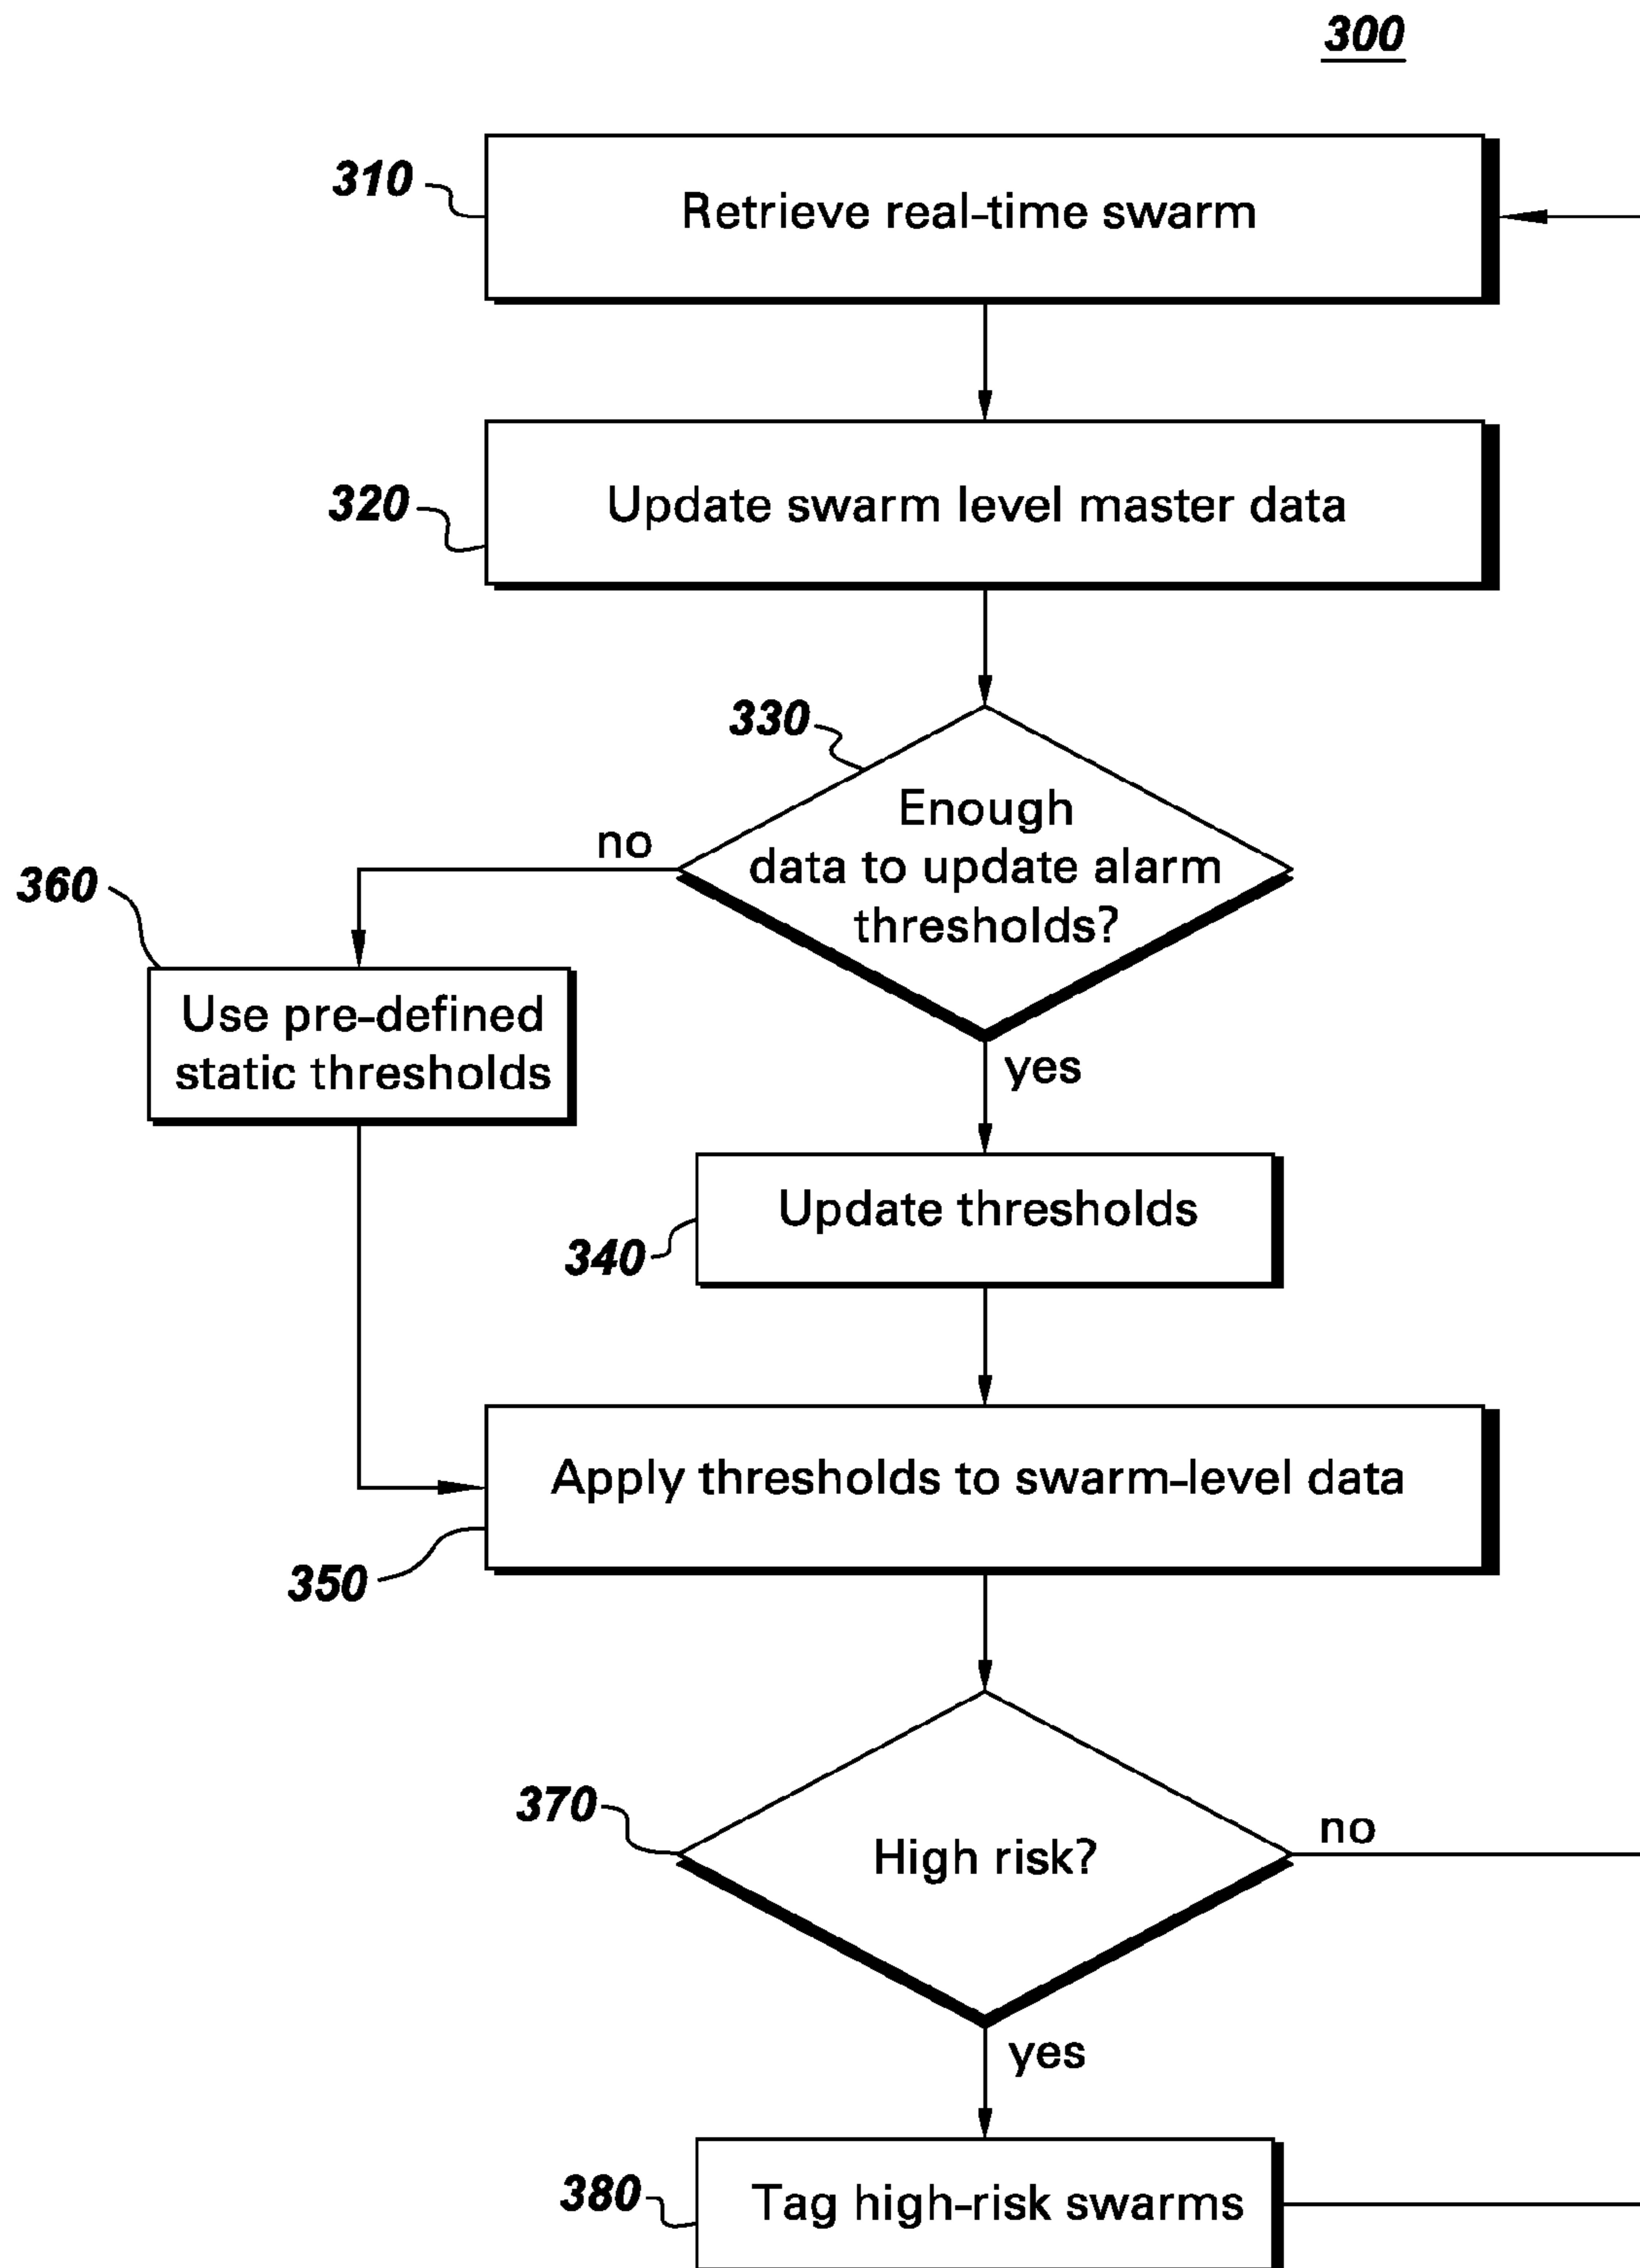 300
310
Retrieve real-time swarm
320
Update swarm level master data
330
Enough
data to update alarm
thresholds?
no
360
Use pre-defined
static thresholds
yes
Update thresholds
340
Apply thresholds to swarm-level data
350
370
High risk?
no
yes
380
Tag high-risk swarms